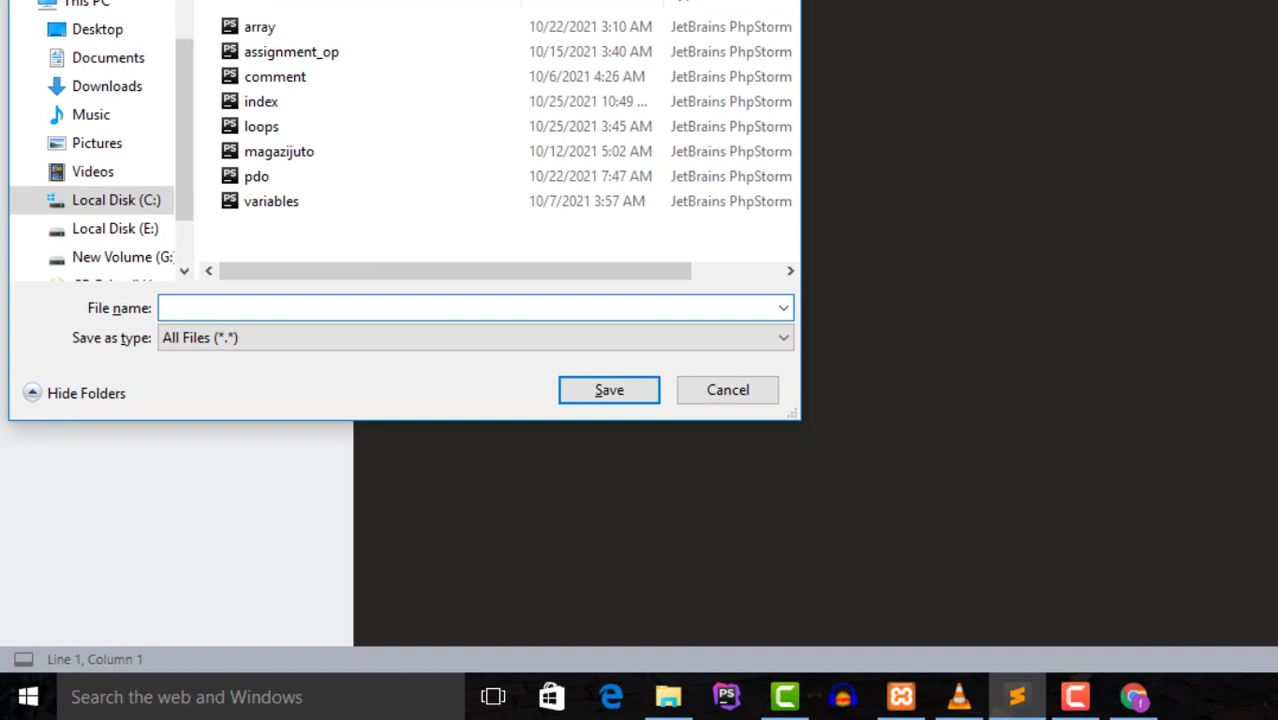 This PC
Desktop
Documents
Downloads
Music
Pictures
Videos
Local Disk (C:)
Local Disk (E:)
New Volume (G:)
array 10/22/2021 3:10 AM JetBrains PhpStorm
assignment_op 10/15/2021 3:40 AM JetBrains PhpStorm
comment 10/6/2021 4:26 AM JetBrains PhpStorm
index 10/25/2021 10:49 ... JetBrains PhpStorm
loops 10/25/2021 3:45 AM JetBrains PhpStorm
magazijuto 10/12/2021 5:02 AM JetBrains PhpStorm
pdo 10/22/2021 7:47 AM JetBrains PhpStorm
variables 10/7/2021 3:57 AM JetBrains PhpStorm
File name:
Save as type: All Files (*.*)
Hide Folders Save Cancel
Line 1, Column 1
Search the web and Windows